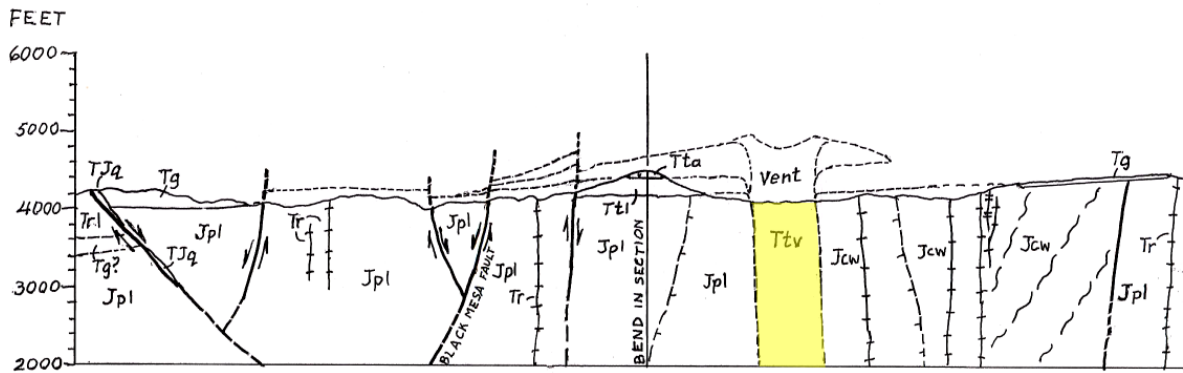 FEET
6000
5000
4000
3000
2000
TJq
Tg
Trl
Tg?
TJq
Jpl
Jpl
Tr
Jpl
Jpl
BLACK MESA FAULT
Jpl
Tr
Jpl
BEND IN SECTION
Tta
Ttl
Jpl
Vent
Ttv
Jcw
Jcw
Jcw
Tg
Jpl
Tr